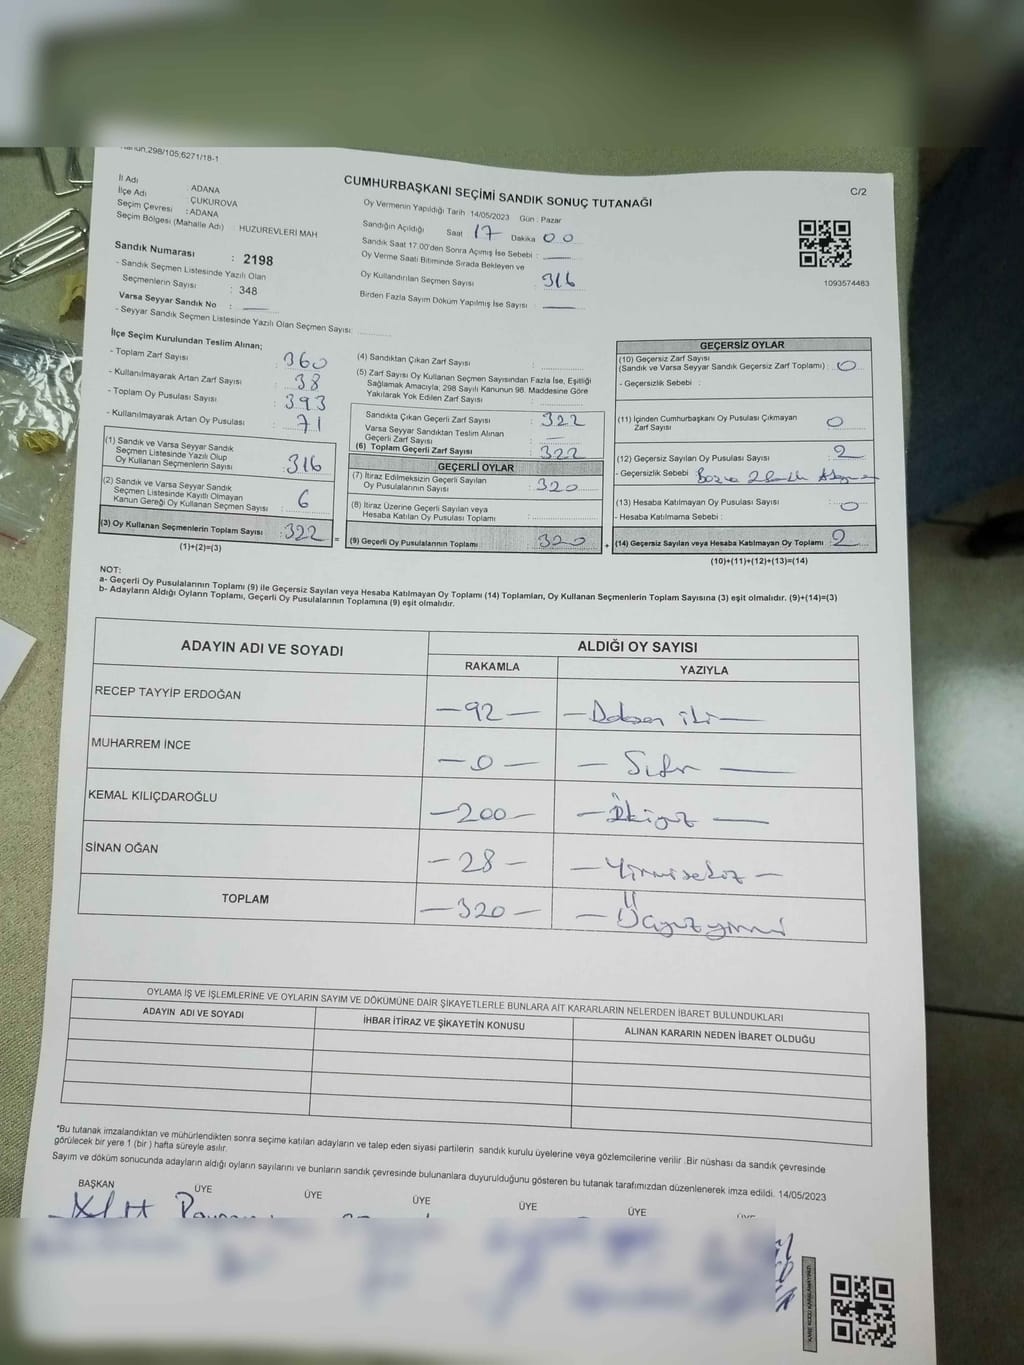 Kanun.298/105;6271/18-1
C/2
CUMHURBAŞKANI SEÇİMİ SANDIK SONUÇ TUTANAĞI
İl Adı : ADANA
İlçe Adı ÇUKUROVA
Seçim Çevresi : ADANA
Seçim Bölgesi (Mahalle Adı) : HUZUREVLERİ MAH
Sandık Numarası : 2198
- Sandık Seçmen Listesinde Yazılı Olan
Seçmenlerin Sayısı : 348
Varsa Seyyar Sandık No : —
- Seyyar Sandık Seçmen Listesinde Yazılı Olan Seçmen Sayısı:
Oy Vermenin Yapıldığı Tarih 14/05/2023 Gün : Pazar
Sandığın Açıldığı Saat 17 Dakika 00
Sandık Saat 17.00'den Sonra Açımış İse Sebebi : —
Oy Verme Saati Bitiminde Sırada Bekleyen ve
Oy Kullandırılan Seçmen Sayısı 316
Birden Fazla Sayım Döküm Yapılmış İse Sayısı : —
1093574463
İlçe Seçim Kurulundan Teslim Alınan;
- Toplam Zarf Sayısı : 360
- Kullanılmayarak Artan Zarf Sayısı : 38
- Toplam Oy Pusulası Sayısı : 393
- Kullanılmayarak Artan Oy Pusulası : 71
(1) Sandık ve Varsa Seyyar Sandık
Seçmen Listesinde Yazılı Olup
Oy Kullanan Seçmenlerin Sayısı : 316
(2) Sandık ve Varsa Seyyar Sandık
Seçmen Listesinde Kayıtlı Olmayan
Kanun Gereği Oy Kullanan Seçmen Sayısı : 6
(3) Oy Kullanan Seçmenlerin Toplam Sayısı : 322
(1)+(2)=(3)
(4) Sandıktan Çıkan Zarf Sayısı :
(5) Zarf Sayısı Oy Kullanan Seçmen Sayısından Fazla İse, Eşitliği
Sağlamak Amacıyla; 298 Sayılı Kanunun 98. Maddesine Göre
Yakılarak Yok Edilen Zarf Sayısı :
Sandıkta Çıkan Geçerli Zarf Sayısı : 322
Varsa Seyyar Sandıktan Teslim Alınan
Geçerli Zarf Sayısı : —
(6) Toplam Geçerli Zarf Sayısı : 322
GEÇERLİ OYLAR
(7) İtiraz Edilmeksizin Geçerli Sayılan
Oy Pusulalarının Sayısı : 320
(8) İtiraz Üzerine Geçerli Sayılan veya
Hesaba Katılan Oy Pusulası Toplamı :
= (9) Geçerli Oy Pusulalarının Toplamı : 320
GEÇERSİZ OYLAR
(10) Geçersiz Zarf Sayısı
(Sandık ve Varsa Seyyar Sandık Geçersiz Zarf Toplamı) : 0
- Geçersizlik Sebebi :
(11) İçinden Cumhurbaşkanı Oy Pusulası Çıkmayan
Zarf Sayısı : 0
(12) Geçersiz Sayılan Oy Pusulası Sayısı : 2
- Geçersizlik Sebebi
(13) Hesaba Katılmayan Oy Pusulası Sayısı : 0
- Hesaba Katılmama Sebebi :
+ (14) Geçersiz Sayılan veya Hesaba Katılmayan Oy Toplamı : 2
(10)+(11)+(12)+(13)=(14)
NOT:
a- Geçerli Oy Pusulalarının Toplamı (9) ile Geçersiz Sayılan veya Hesaba Katılmayan Oy Toplamı (14) Toplamları, Oy Kullanan Seçmenlerin Toplam Sayısına (3) eşit olmalıdır. (9)+(14)=(3)
b- Adayların Aldığı Oyların Toplamı, Geçerli Oy Pusulalarının Toplamına (9) eşit olmalıdır.
ADAYIN ADI VE SOYADI ALDIĞI OY SAYISI
RAKAMLA YAZIYLA
RECEP TAYYİP ERDOĞAN —92— —Doksan iki—
MUHARREM İNCE —0— —Sıfır—
KEMAL KILIÇDAROĞLU —200— —İkiyüz—
SİNAN OĞAN —28— —Yirmisekiz—
TOPLAM —320— —Üçyüzyirmi
OYLAMA İŞ VE İŞLEMLERİNE VE OYLARIN SAYIM VE DÖKÜMÜNE DAİR ŞİKAYETLERLE BUNLARA AİT KARARLARIN NELERDEN İBARET BULUNDUKLARI
ADAYIN ADI VE SOYADI İHBAR İTİRAZ VE ŞİKAYETİN KONUSU ALINAN KARARIN NEDEN İBARET OLDUĞU
"Bu tutanak imzalandıktan ve mühürlendikten sonra seçime katılan adayların ve talep eden siyasi partilerin sandık kurulu üyelerine veya gözlemcilerine verilir. Bir nüshası da sandık çevresinde
görülecek bir yere 1 (bir) hafta süreyle asılır.
Sayım ve döküm sonucunda adayların aldığı oyların sayılarını ve bunların sandık çevresinde bulunanlara duyurulduğunu gösteren bu tutanak tarafımızdan düzenlenerek imza edildi. 14/05/2023
BAŞKAN ÜYE ÜYE ÜYE ÜYE ÜYE ÜYE